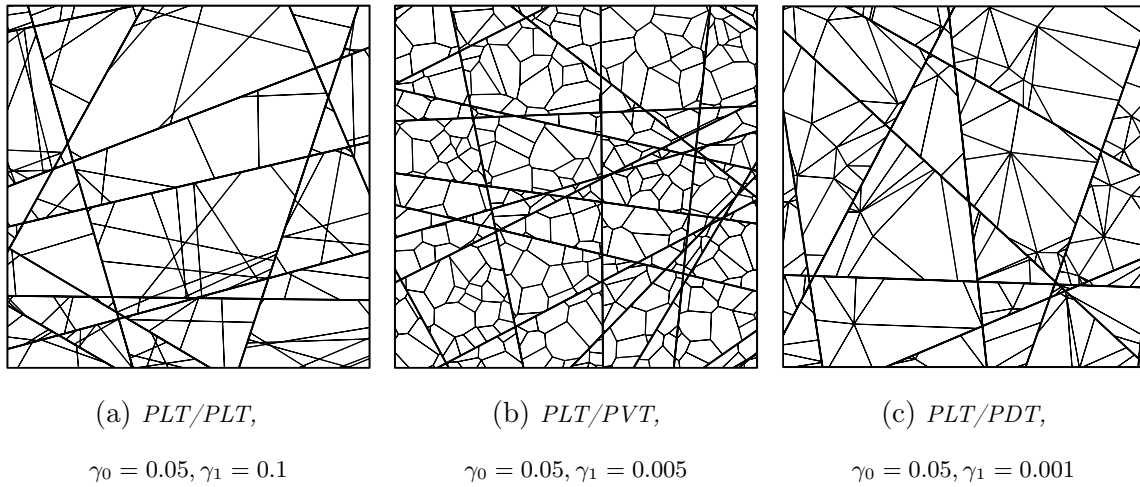 (a) PLT/PLT,
γ₀ = 0.05, γ₁ = 0.1
(b) PLT/PVT,
γ₀ = 0.05, γ₁ = 0.005
(c) PLT/PDT,
γ₀ = 0.05, γ₁ = 0.001